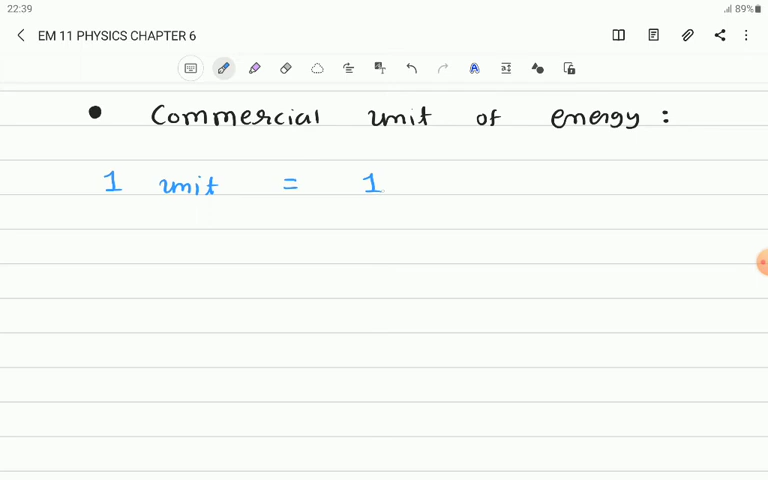 22:39 89%
EM 11 PHYSICS CHAPTER 6
• Commercial unit of energy :
1 unit = 1